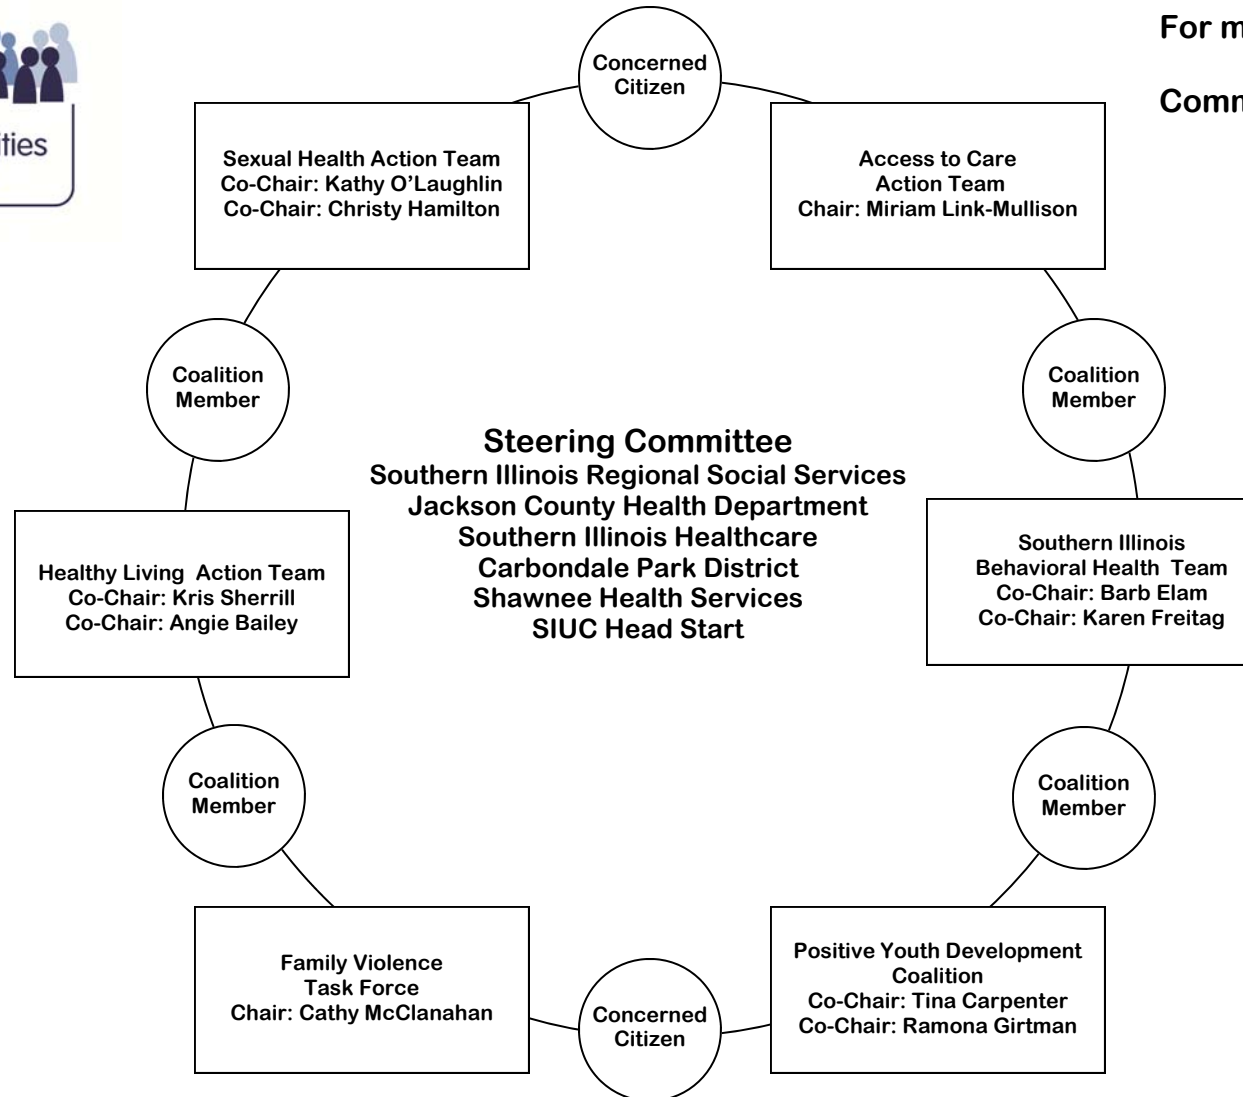 For m
Comm
ities
Concerned
Citizen
Sexual Health Action Team
Co-Chair: Kathy O’Laughlin
Co-Chair: Christy Hamilton
Access to Care
Action Team
Chair: Miriam Link-Mullison
Coalition
Member
Coalition
Member
Steering Committee
Southern Illinois Regional Social Services
Jackson County Health Department
Southern Illinois Healthcare
Carbondale Park District
Shawnee Health Services
SIUC Head Start
Healthy Living  Action Team
Co-Chair: Kris Sherrill
Co-Chair: Angie Bailey
Southern Illinois
Behavioral Health  Team
Co-Chair: Barb Elam
Co-Chair: Karen Freitag
Coalition
Member
Coalition
Member
Family Violence
Task Force
Chair: Cathy McClanahan
Concerned
Citizen
Positive Youth Development
Coalition
Co-Chair: Tina Carpenter
Co-Chair: Ramona Girtman